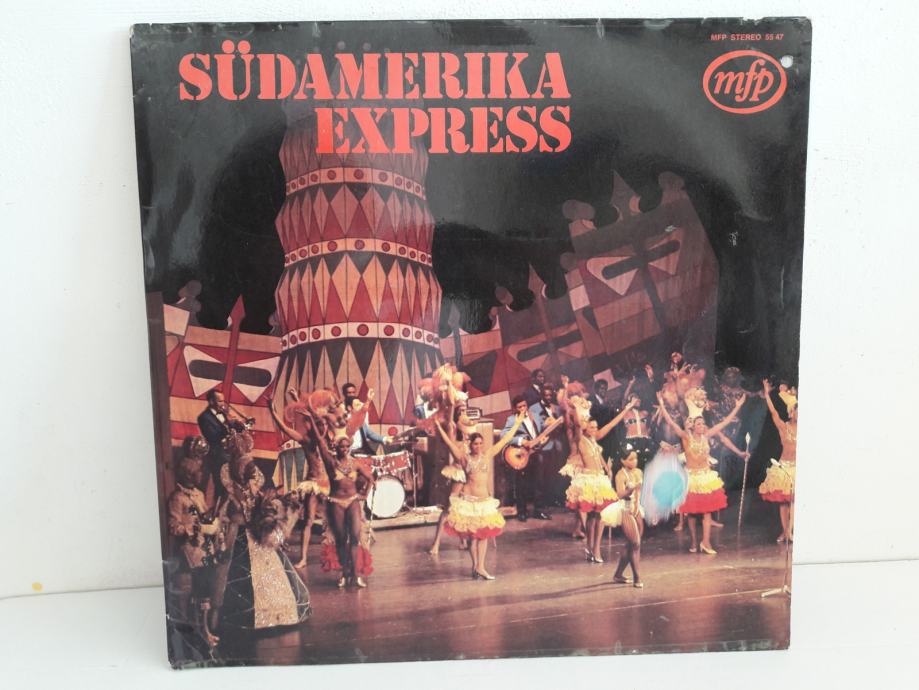 MFP STEREO 55 47
mfp
SÜDAMERIKA
EXPRESS